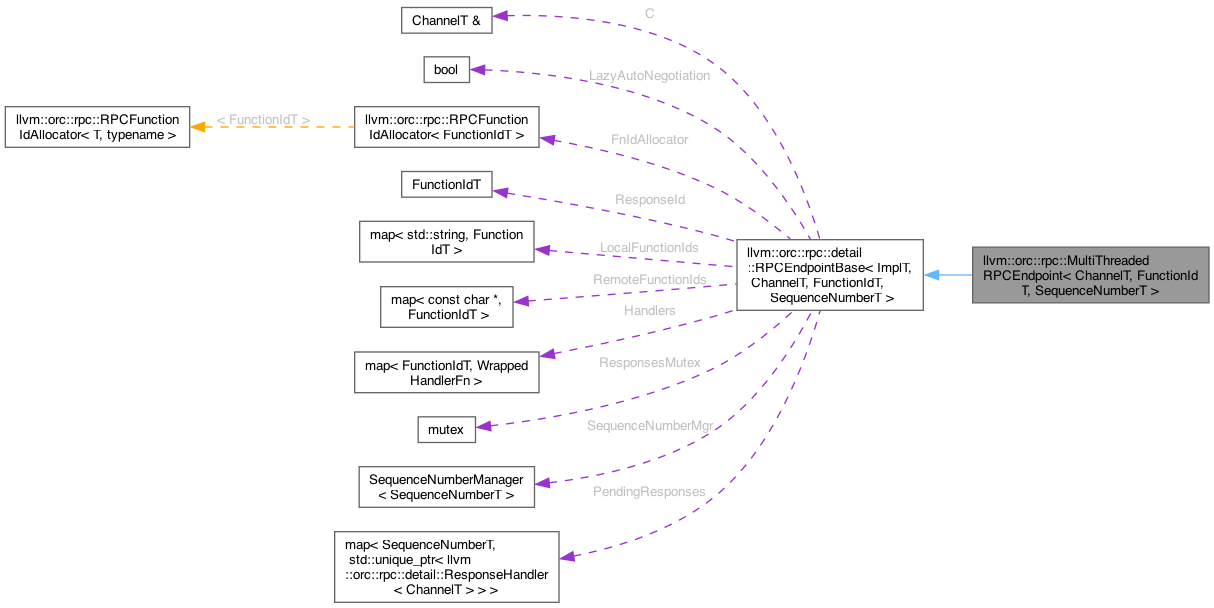 C
ChannelT &
LazyAutoNegotiation
bool
llvm::orc::rpc::RPCFunction
IdAllocator< T, typename >
< FunctionIdT >
llvm::orc::rpc::RPCFunction
IdAllocator< FunctionIdT >
FnIdAllocator
FunctionIdT
ResponseId
map< std::string, Function
IdT >
LocalFunctionIds
map< const char *,
FunctionIdT >
RemoteFunctionIds
llvm::orc::rpc::detail
::RPCEndpointBase< ImplT,
ChannelT, FunctionIdT,
SequenceNumberT >
llvm::orc::rpc::MultiThreaded
RPCEndpoint< ChannelT, FunctionId
T, SequenceNumberT >
Handlers
map< FunctionIdT, Wrapped
HandlerFn >
ResponsesMutex
mutex
SequenceNumberMgr
SequenceNumberManager
< SequenceNumberT >
PendingResponses
map< SequenceNumberT,
std::unique_ptr< llvm
::orc::rpc::detail::ResponseHandler
< ChannelT > > >